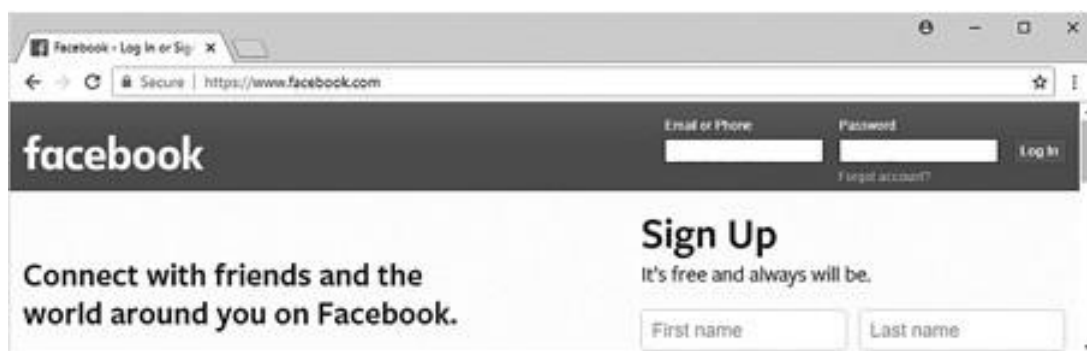 Facebook - Log In or Sig
Secure | https://www.facebook.com
facebook
Email or Phone
Password
Log In
Forgot account?
Sign Up
It's free and always will be.
Connect with friends and the
world around you on Facebook.
First name
Last name